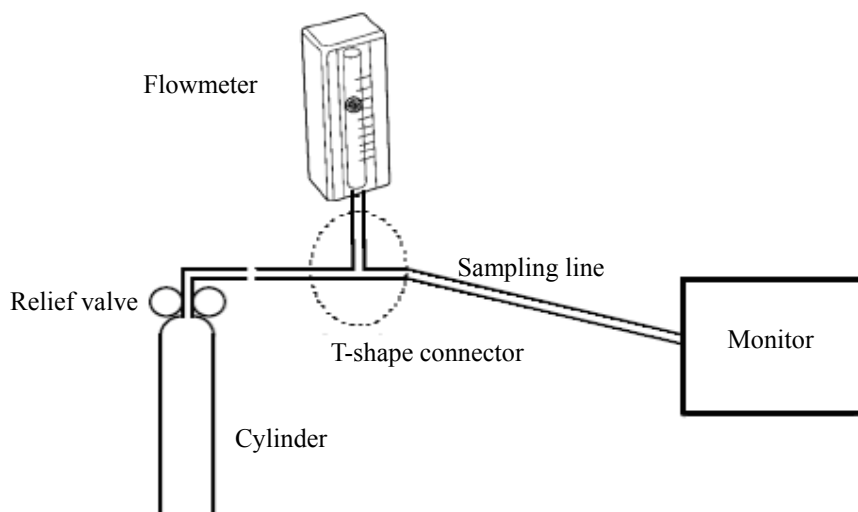 Flowmeter
Sampling line
Relief valve
T-shape connector
Monitor
Cylinder